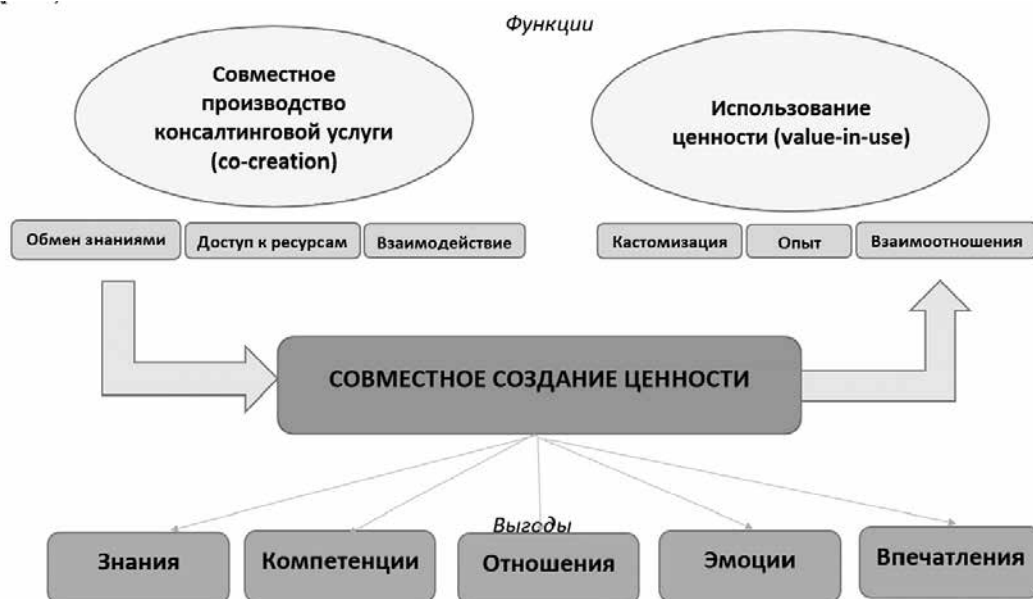 Функции
Совместное
производство
консалтинговой услуги
(co-creation)
Использование
ценности (value-in-use)
Обмен знаниями
Доступ к ресурсам
Взаимодействие
Кастомизация
Опыт
Взаимоотношения
СОВМЕСТНОЕ СОЗДАНИЕ ЦЕННОСТИ
Выгоды
Знания
Компетенции
Отношения
Эмоции
Впечатления